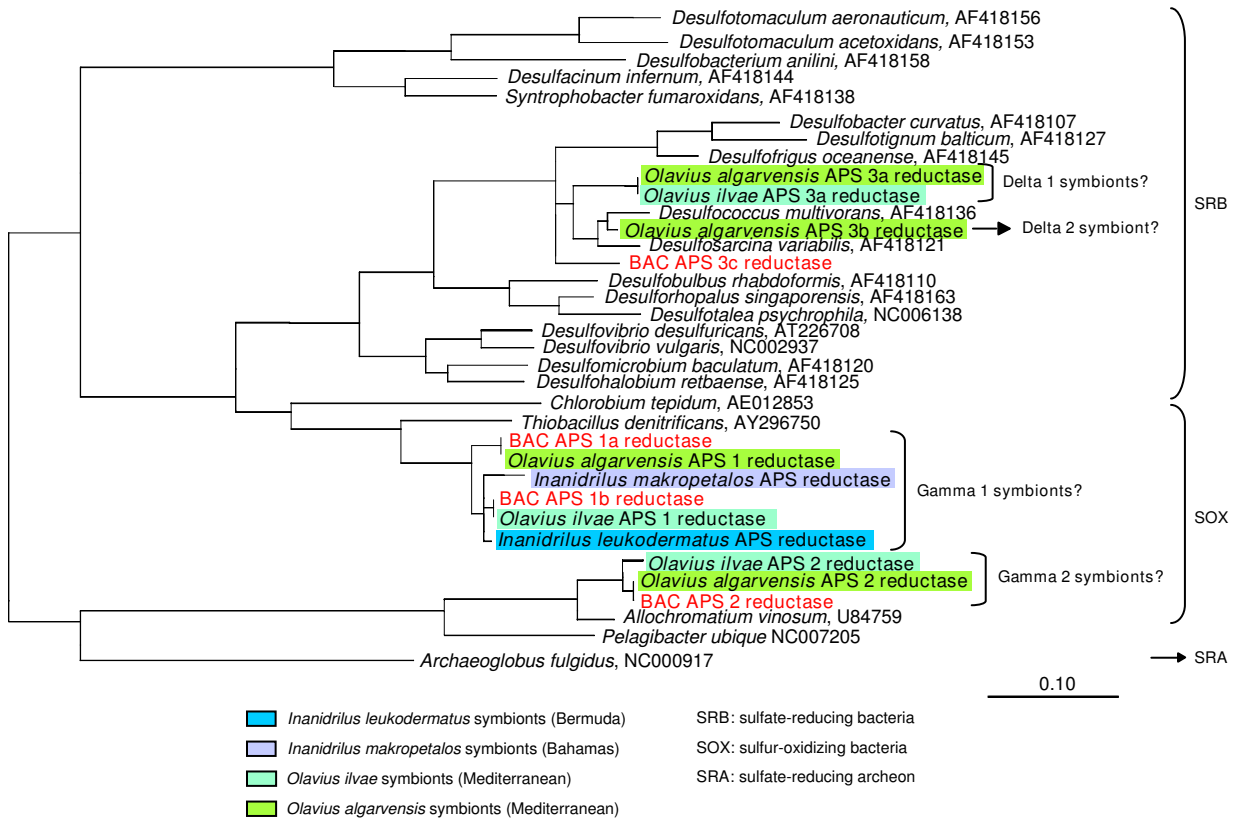 Desulfotomaculum aeronauticum, AF418156
Desulfotomaculum acetoxidans, AF418153
Desulfobacterium anilini, AF418158
Desulfacinum infernum, AF418144
Syntrophobacter fumaroxidans, AF418138
Desulfobacter curvatus, AF418107
Desulfotignum balticum, AF418127
Desulfofrigus oceanense, AF418145
Olavius algarvensis APS 3a reductase
Olavius ilvae APS 3a reductase
Delta 1 symbionts?
Desulfococcus multivorans, AF418136
Olavius algarvensis APS 3b reductase
Delta 2 symbiont?
Desulfosarcina variabilis, AF418121
BAC APS 3c reductase
Desulfobulbus rhabdoformis, AF418110
Desulforhopalus singaporensis, AF418163
Desulfotalea psychrophila, NC006138
Desulfovibrio desulfuricans, AT226708
Desulfovibrio vulgaris, NC002937
Desulfomicrobium baculatum, AF418120
Desulfohalobium retbaense, AF418125
SRB
Chlorobium tepidum, AE012853
Thiobacillus denitrificans, AY296750
BAC APS 1a reductase
Olavius algarvensis APS 1 reductase
Inanidrilus makropetalos APS reductase
BAC APS 1b reductase
Olavius ilvae APS 1 reductase
Inanidrilus leukodermatus APS reductase
Gamma 1 symbionts?
Olavius ilvae APS 2 reductase
Olavius algarvensis APS 2 reductase
BAC APS 2 reductase
Gamma 2 symbionts?
Allochromatium vinosum, U84759
Pelagibacter ubique NC007205
SOX
Archaeoglobus fulgidus, NC000917
SRA
0.10
Inanidrilus leukodermatus symbionts (Bermuda)
Inanidrilus makropetalos symbionts (Bahamas)
Olavius ilvae symbionts (Mediterranean)
Olavius algarvensis symbionts (Mediterranean)
SRB: sulfate-reducing bacteria
SOX: sulfur-oxidizing bacteria
SRA: sulfate-reducing archeon